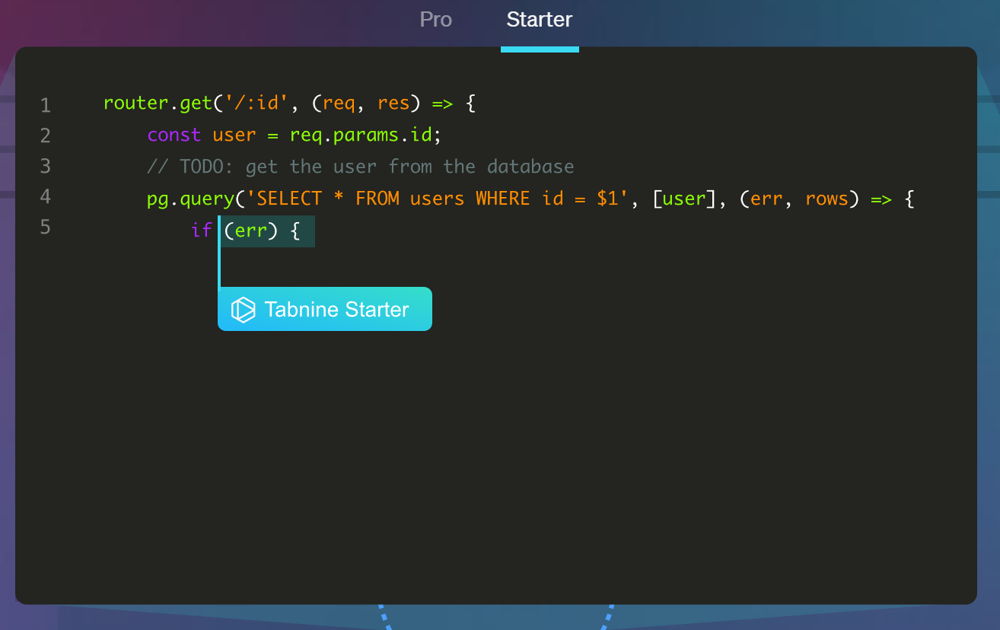 Pro Starter
1 router.get('/:id', (req, res) => {
2 const user = req.params.id;
3 // TODO: get the user from the database
4 pg.query('SELECT * FROM users WHERE id = $1', [user], (err, rows) => {
5 if (err) {
Tabnine Starter